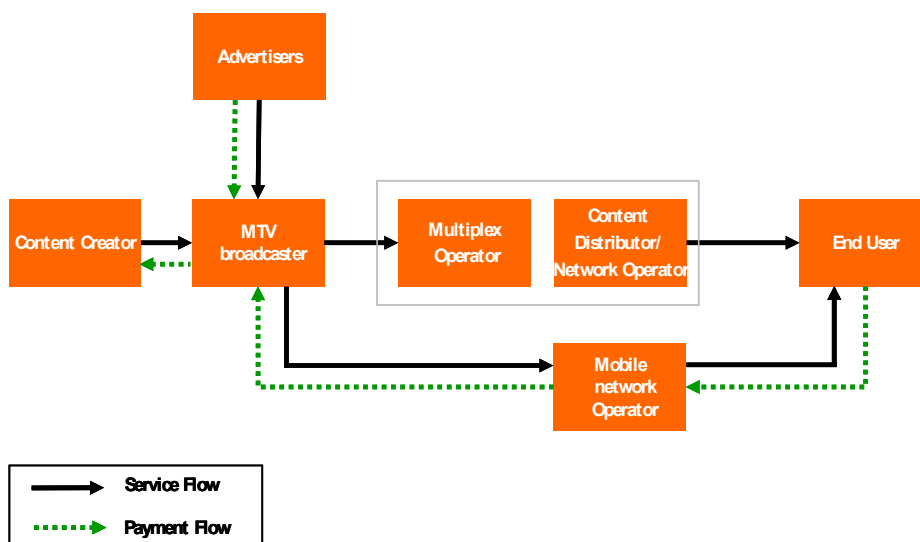 Advertisers
Content Creator
MTV
broadcaster
Multiplex
Operator
Content
Distributor/
Network Operator
End User
Mobile
network
Operator
Service Flow
Payment Flow